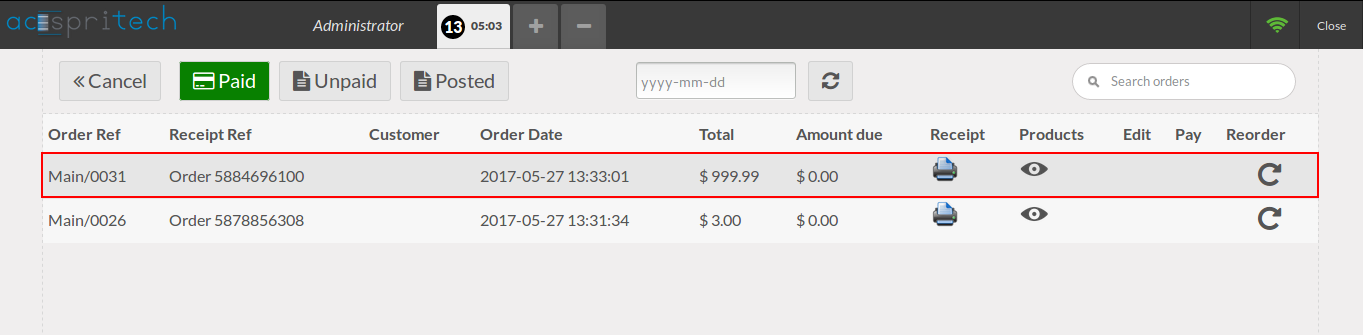 acespritech Administrator 13 05:03 Close
Cancel Paid Unpaid Posted yyyy-mm-dd Search orders
Order Ref Receipt Ref Customer Order Date Total Amount due Receipt Products Edit Pay Reorder
Main/0031 Order 5884696100 2017-05-27 13:33:01 $ 999.99 $ 0.00
Main/0026 Order 5878856308 2017-05-27 13:31:34 $ 3.00 $ 0.00